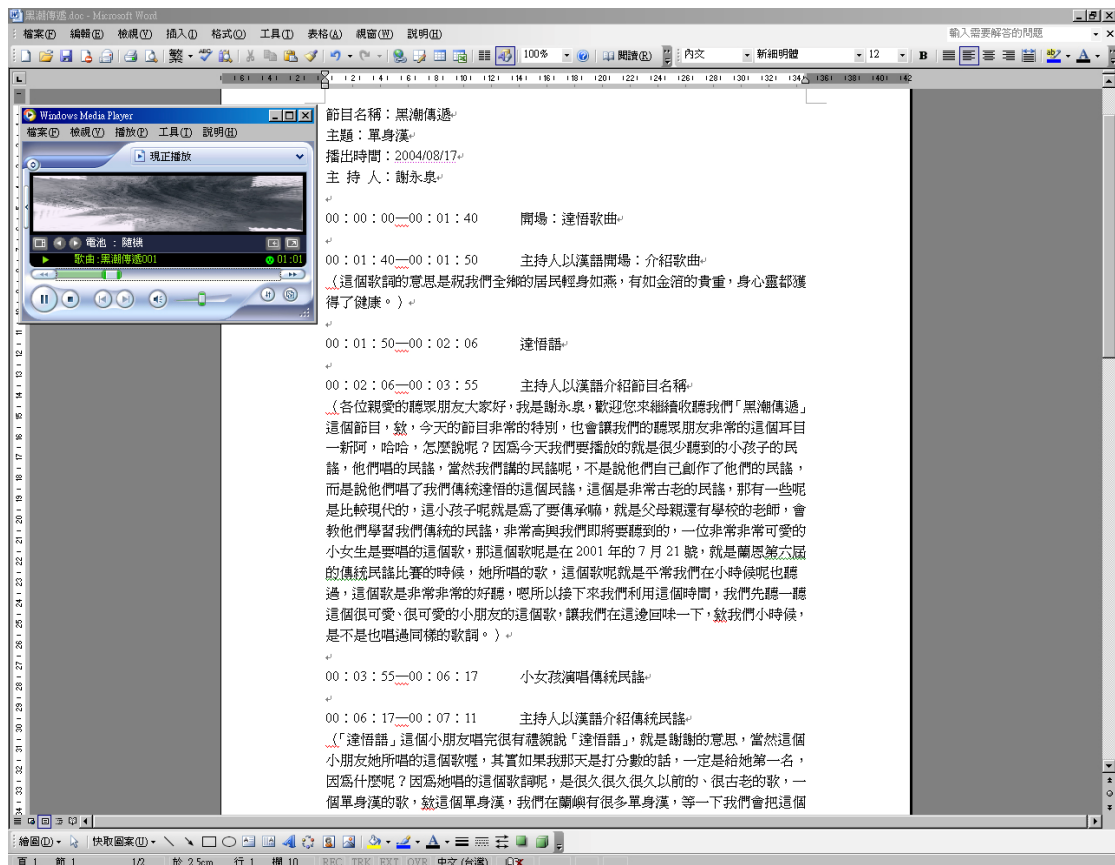 黑潮傳遞.doc - Microsoft Word
檔案(F) 編輯(E) 檢視(V) 插入(I) 格式(O) 工具(T) 表格(A) 視窗(W) 說明(H) 輸入需要解答的問題
繁 100% 閱讀(R) 內文 新細明體 12 B A
Windows Media Player
檔案(F) 檢視(V) 播放(P) 工具(T) 說明(H)
現正播放
電池 : 隨機
歌曲:黑潮傳遞001 01:01
節目名稱：黑潮傳遞
主題：單身漢
播出時間：2004/08/17
主 持 人：謝永泉
00：00：00—00：01：40 開場：達悟歌曲
00：01：40—00：01：50 主持人以漢語開場：介紹歌曲
（這個歌詞的意思是祝我們全鄉的居民輕身如燕，有如金箔的貴重，身心靈都獲
得了健康。）
00：01：50—00：02：06 達悟語
00：02：06—00：03：55 主持人以漢語介紹節目名稱
（各位親愛的聽眾朋友大家好，我是謝永泉，歡迎您來繼續收聽我們「黑潮傳遞」
這個節目，欸，今天的節目非常的特別，也會讓我們的聽眾朋友非常的這個耳目
一新阿，哈哈，怎麼說呢？因為今天我們要播放的就是很少聽到的小孩子的民
謠，他們唱的民謠，當然我們講的民謠呢，不是說他們自己創作了他們的民謠，
而是說他們唱了我們傳統達悟的這個民謠，這個是非常古老的民謠，那有一些呢
是比較現代的，這小孩子呢就是為了要傳承嘛，就是父母親還有學校的老師，會
教他們學習我們傳統的民謠，非常高興我們即將要聽到的，一位非常非常可愛的
小女生是要唱的這個歌，那這個歌呢是在 2001 年的 7 月 21 號，就是蘭恩第六屆
的傳統民謠比賽的時候，她所唱的歌，這個歌呢就是平常我們在小時候呢也聽
過，這個歌是非常非常的好聽，嗯所以接下來我們利用這個時間，我們先聽一聽
這個很可愛、很可愛的小朋友的這個歌，讓我們在這邊回味一下，欸我們小時候，
是不是也唱過同樣的歌詞。）
00：03：55—00：06：17 小女孩演唱傳統民謠
00：06：17—00：07：11 主持人以漢語介紹傳統民謠
（「達悟語」這個小朋友唱完很有禮貌說「達悟語」，就是謝謝的意思，當然這個
小朋友她所唱的這個歌喔，其實如果我那天是打分數的話，一定是給她第一名，
因為什麼呢？因為她唱的這個歌詞呢，是很久很久很久以前的、很古老的歌，一
個單身漢的歌，欸這個單身漢，我們在蘭嶼有很多單身漢，等一下我們會把這個
繪圖(D) 快取圖案(U)
頁 1 節 1 1/2 於 2.5cm 行 1 欄 10 REC TRK EXT OVR 中文 (台灣)